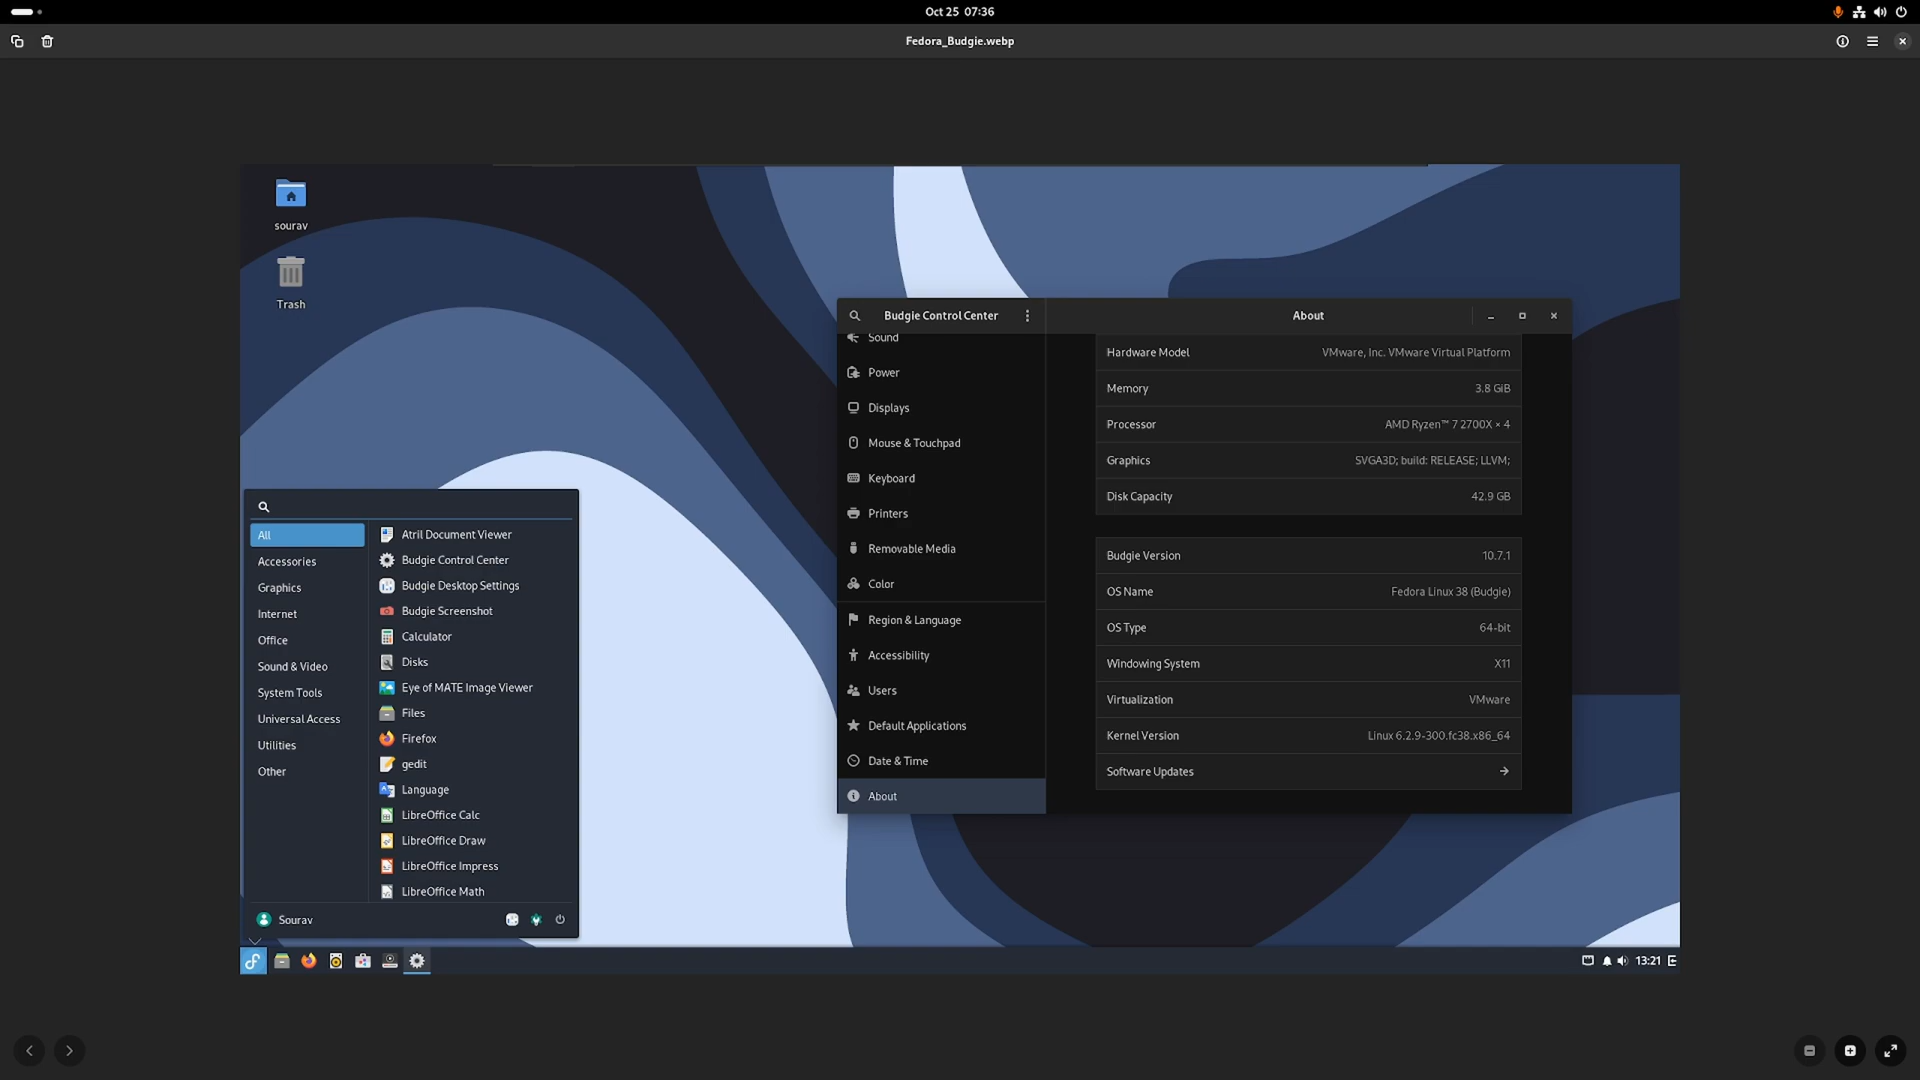 Oct 25 07:36
Fedora_Budgie.webp
sourav
Trash
Budgie Control Center
About
Sound
Power
Displays
Mouse & Touchpad
Keyboard
Printers
Removable Media
Color
Region & Language
Accessibility
Users
Default Applications
Date & Time
About
Hardware Model VMware, Inc. VMware Virtual Platform
Memory 3.8 GiB
Processor AMD Ryzen™ 7 2700X × 4
Graphics SVGA3D; build: RELEASE; LLVM;
Disk Capacity 42.9 GB
Budgie Version 10.7.1
OS Name Fedora Linux 38 (Budgie)
OS Type 64-bit
Windowing System X11
Virtualization VMware
Kernel Version Linux 6.2.9-300.fc38.x86_64
Software Updates
All
Accessories
Graphics
Internet
Office
Sound & Video
System Tools
Universal Access
Utilities
Other
Atril Document Viewer
Budgie Control Center
Budgie Desktop Settings
Budgie Screenshot
Calculator
Disks
Eye of MATE Image Viewer
Files
Firefox
gedit
Language
LibreOffice Calc
LibreOffice Draw
LibreOffice Impress
LibreOffice Math
Sourav
13:21